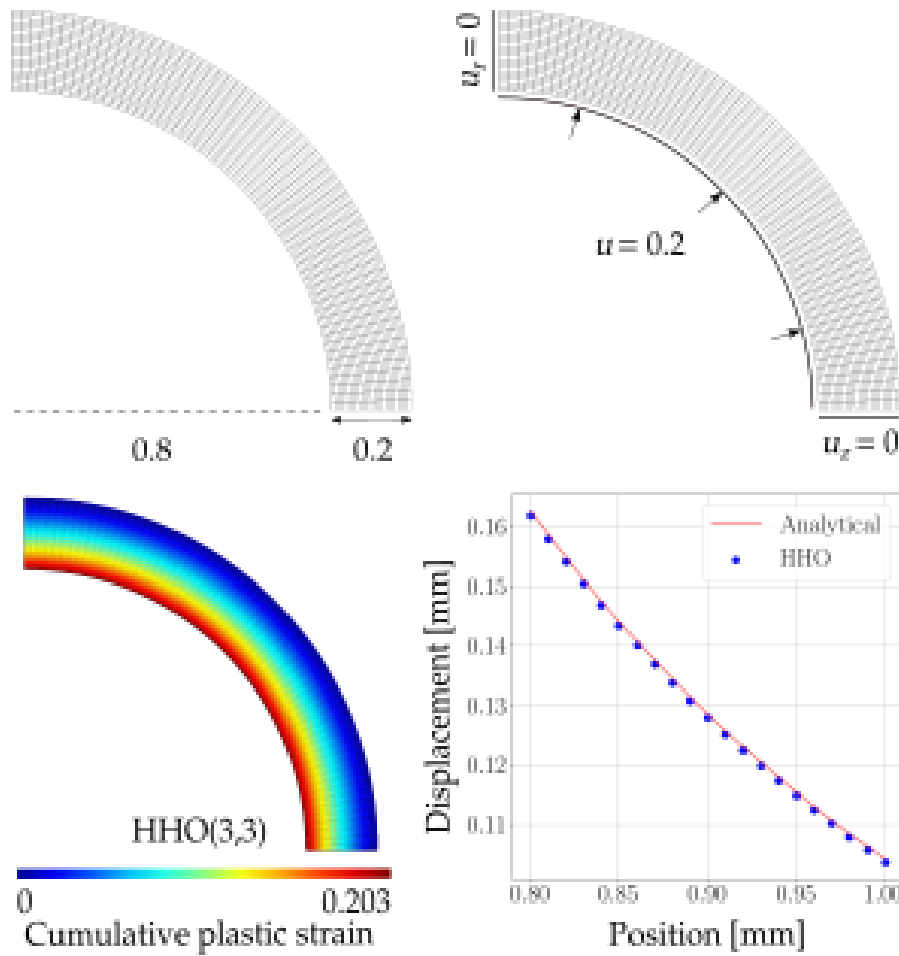 u_r = 0
u = 0.2
0.8
0.2
u_z = 0
HHO(3,3)
0
0.203
Cumulative plastic strain
Analytical
HHO
Displacement [mm]
0.16
0.15
0.14
0.13
0.12
0.11
0.80
0.85
0.90
0.95
1.00
Position [mm]